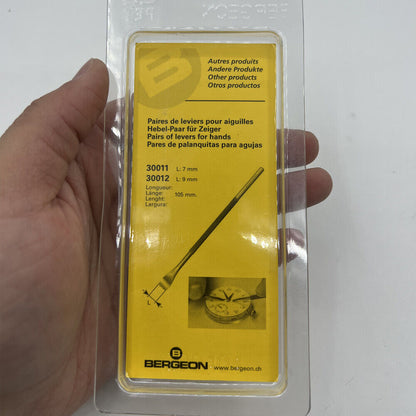 Autres produits
Andere Produkte
Other products
Otros productos
Paires de leviers pour aiguilles
Hebel-Paar für Zeiger
Pairs of levers for hands
Pares de palanquitas para agujas
30011 L: 7 mm
30012 L: 9 mm
Longueur:
Länge:
Lenght: 105 mm.
Largura:
L
B
BERGEON www.bergeon.ch